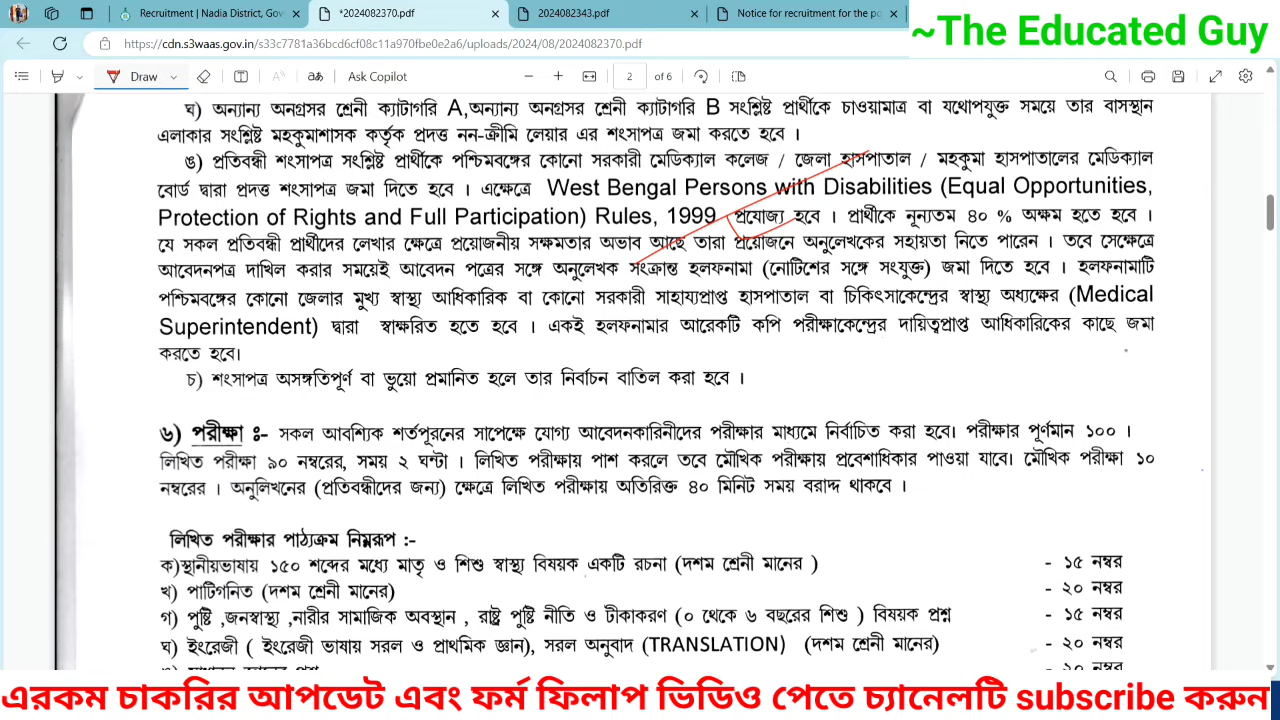 Recruitment | Nadia District, Gov
*2024082370.pdf
2024082343.pdf
Notice for recruitment for the po
~The Educated Guy
https://cdn.s3waas.gov.in/s33c7781a36bcd6cf08c11a970fbe0e2a6/uploads/2024/08/2024082370.pdf
Draw
Ask Copilot
2 of 6
ঘ) অন্যান্য অনগ্রসর শ্রেনী ক্যাটাগরি A,অন্যান্য অনগ্রসর শ্রেনী ক্যাটাগরি B সংশ্লিষ্ট প্রার্থীকে চাওয়ামাত্র বা যথোপযুক্ত সময়ে তার বাসস্থান
এলাকার সংশ্লিষ্ট মহকুমাশাসক কর্তৃক প্রদত্ত নন-ক্রীমি লেয়ার এর শংসাপত্র জমা করতে হবে ।
ঙ) প্রতিবন্ধী শংসাপত্র সংশ্লিষ্ট প্রার্থীকে পশ্চিমবঙ্গের কোনো সরকারী মেডিক্যাল কলেজ / জেলা হাসপাতাল / মহকুমা হাসপাতালের মেডিক্যাল
বোর্ড দ্বারা প্রদত্ত শংসাপত্র জমা দিতে হবে । এক্ষেত্রে West Bengal Persons with Disabilities (Equal Opportunities,
Protection of Rights and Full Participation) Rules, 1999 প্রযোজ্য হবে । প্রার্থীকে নূন্যতম ৪০ % অক্ষম হতে হবে ।
যে সকল প্রতিবন্ধী প্রার্থীদের লেখার ক্ষেত্রে প্রয়োজনীয় সক্ষমতার অভাব আছে তারা প্রয়োজনে অনুলেখকের সহায়তা নিতে পারেন । তবে সেক্ষেত্রে
আবেদনপত্র দাখিল করার সময়েই আবেদন পত্রের সঙ্গে অনুলেখক সংক্রান্ত হলফনামা (নোটিশের সঙ্গে সংযুক্ত) জমা দিতে হবে । হলফনামাটি
পশ্চিমবঙ্গের কোনো জেলার মুখ্য স্বাস্থ্য আধিকারিক বা কোনো সরকারী সাহায্যপ্রাপ্ত হাসপাতাল বা চিকিৎসাকেন্দ্রের স্বাস্থ্য অধ্যক্ষের (Medical
Superintendent) দ্বারা স্বাক্ষরিত হতে হবে । একই হলফনামার আরেকটি কপি পরীক্ষাকেন্দ্রের দায়িত্বপ্রাপ্ত আধিকারিকের কাছে জমা
করতে হবে।
চ) শংসাপত্র অসঙ্গতিপূর্ণ বা ভুয়ো প্রমানিত হলে তার নির্বাচন বাতিল করা হবে ।
৬) পরীক্ষা ঃ- সকল আবশ্যিক শর্তপূরনের সাপেক্ষে যোগ্য আবেদনকারিনীদের পরীক্ষার মাধ্যমে নির্বাচিত করা হবে। পরীক্ষার পূর্ণমান ১০০ ।
লিখিত পরীক্ষা ৯০ নম্বরের, সময় ২ ঘন্টা । লিখিত পরীক্ষায় পাশ করলে তবে মৌখিক পরীক্ষায় প্রবেশাধিকার পাওয়া যাবে। মৌখিক পরীক্ষা ১০
নম্বরের । অনুলিখনের (প্রতিবন্ধীদের জন্য) ক্ষেত্রে লিখিত পরীক্ষায় অতিরিক্ত ৪০ মিনিট সময় বরাদ্দ থাকবে ।
লিখিত পরীক্ষার পাঠ্যক্রম নিম্নরূপ :-
ক)স্থানীয়ভাষায় ১৫০ শব্দের মধ্যে মাতৃ ও শিশু স্বাস্থ্য বিষয়ক একটি রচনা (দশম শ্রেনী মানের ) - ১৫ নম্বর
খ) পাটিগনিত (দশম শ্রেনী মানের) - ২০ নম্বর
গ) পুষ্টি ,জনস্বাস্থ্য ,নারীর সামাজিক অবস্থান , রাষ্ট্র পুষ্টি নীতি ও টীকাকরণ (০ থেকে ৬ বছরের শিশু ) বিষয়ক প্রশ্ন - ১৫ নম্বর
ঘ) ইংরেজী ( ইংরেজী ভাষায় সরল ও প্রাথমিক জ্ঞান), সরল অনুবাদ (TRANSLATION) (দশম শ্রেনী মানের) - ২০ নম্বর
এরকম চাকরির আপডেট এবং ফর্ম ফিলাপ ভিডিও পেতে চ্যানেলটি subscribe করুন